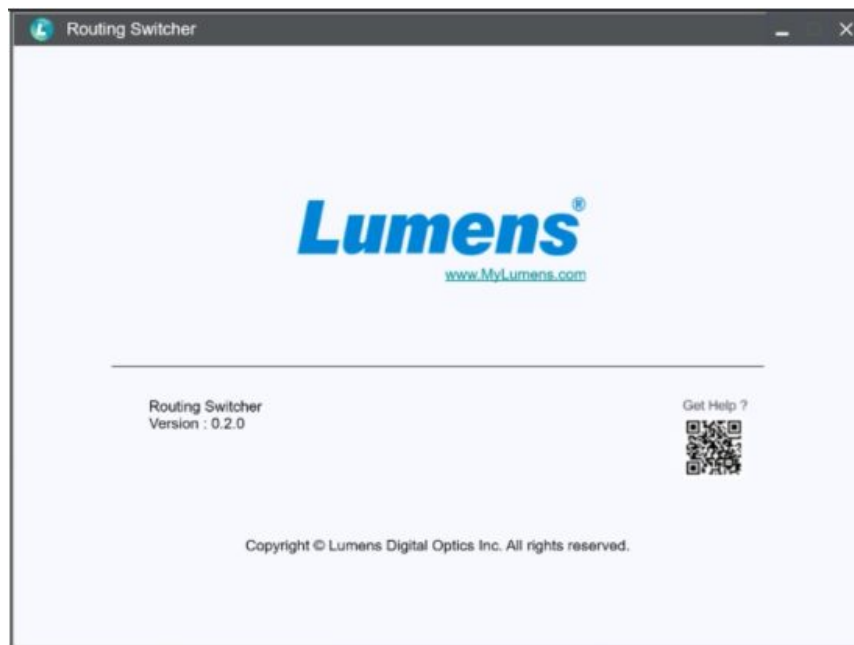 Routing Switcher
Lumens®
www.MyLumens.com
Routing Switcher
Version : 0.2.0
Get Help ?
Copyright © Lumens Digital Optics Inc. All rights reserved.